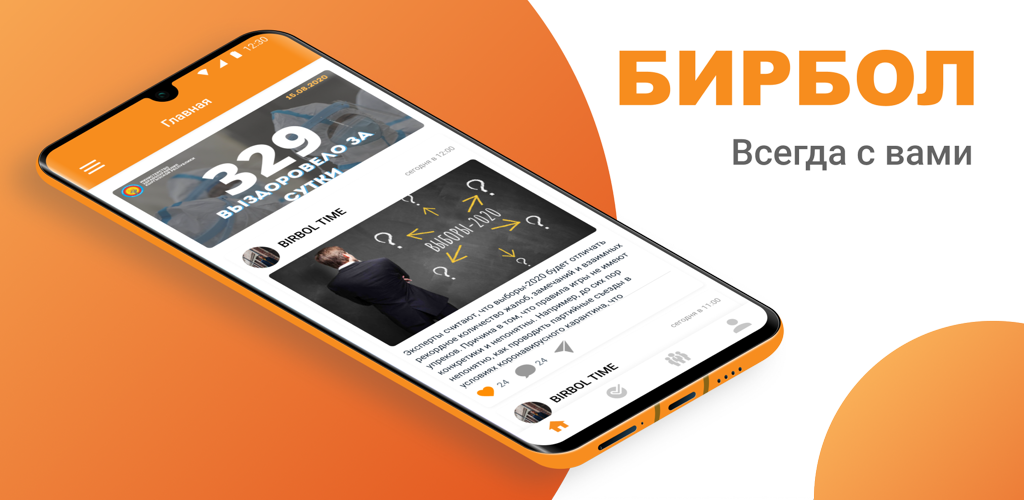 БИРБОЛ
Всегда с вами
12:30
Главная
15.08.2020
329
ВЫЗДОРОВЕЛО ЗА
СУТКИ
BIRBOL TIME
сегодня в 12:00
ВЫБОРЫ-2020
? ? ? ? ? ?
Эксперты считают, что выборы-2020 будет отличать
рекордное количество жалоб, замечаний и взаимных
упреков. Причина в том, что правила игры не имеют
конкретики и непонятны. Например, до сих пор
непонятно, как проводить партийные съезды в
условиях коронавирусного карантина, что
24 24
BIRBOL TIME
сегодня в 11:00